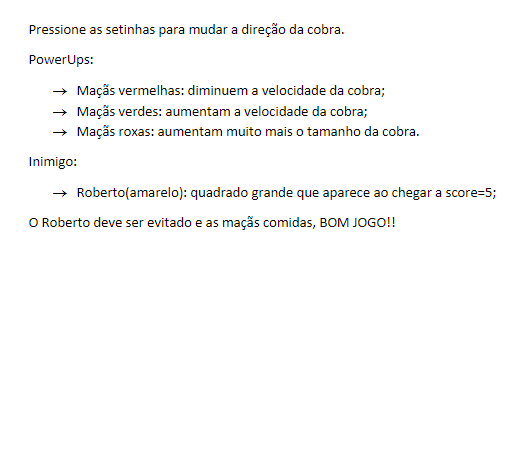 Pressione as setinhas para mudar a direção da cobra.
PowerUps:
→ Maçãs vermelhas: diminuem a velocidade da cobra;
→ Maçãs verdes: aumentam a velocidade da cobra;
→ Maçãs roxas: aumentam muito mais o tamanho da cobra.
Inimigo:
→ Roberto(amarelo): quadrado grande que aparece ao chegar a score=5;
O Roberto deve ser evitado e as maçãs comidas, BOM JOGO!!